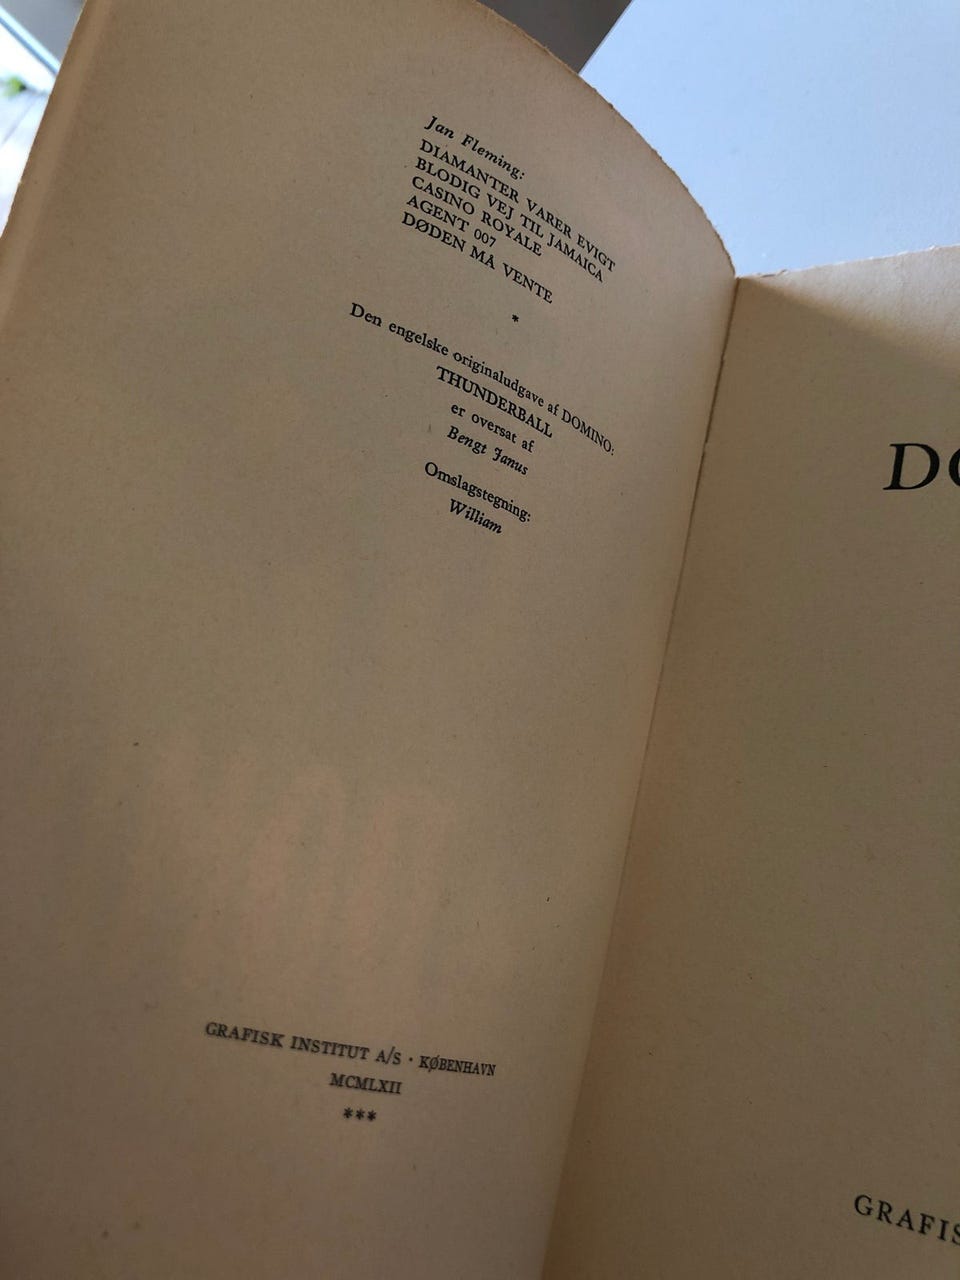 Jan Fleming:
DIAMANTER VARER EVIGT
BLODIG VEJ TIL JAMAICA
CASINO ROYALE
AGENT 007
DØDEN MÅ VENTE
*
Den engelske originaludgave af DOMINO:
THUNDERBALL
er oversat af
Bengt Janus
Omslagstegning:
William
GRAFISK INSTITUT A/S · KØBENHAVN
MCMLXII
***
DO
GRAFIS